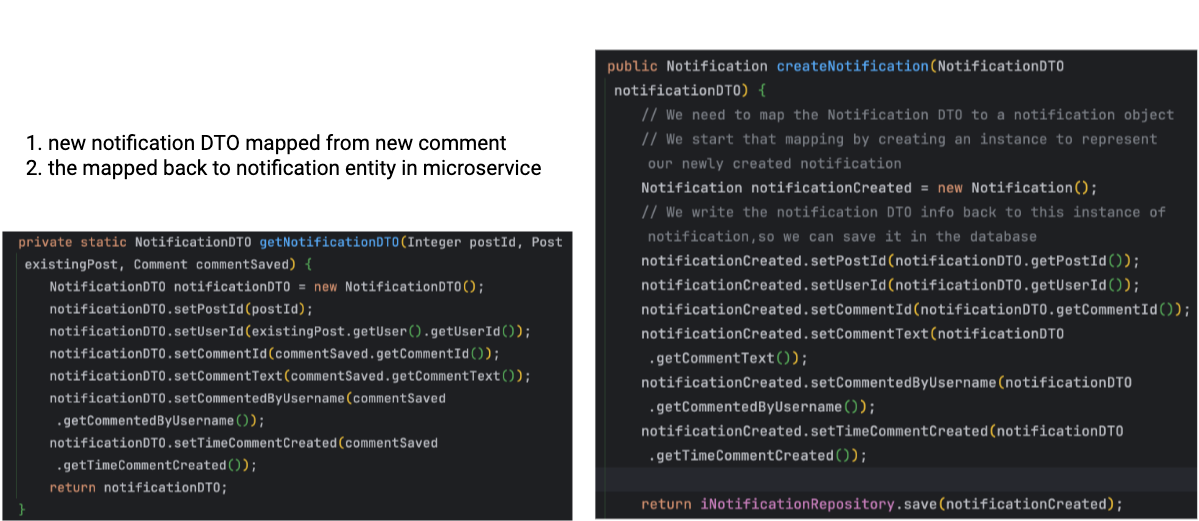 1. new notification DTO mapped from new comment
2. the mapped back to notification entity in microservice
private static NotificationDTO getNotificationDTO(Integer postId, Post
existingPost, Comment commentSaved) {
NotificationDTO notificationDTO = new NotificationDTO();
notificationDTO.setPostId(postId);
notificationDTO.setUserId(existingPost.getUser().getUserId());
notificationDTO.setCommentId(commentSaved.getCommentId());
notificationDTO.setCommentText(commentSaved.getCommentText());
notificationDTO.setCommentedByUsername(commentSaved
.getCommentedByUsername());
notificationDTO.setTimeCommentCreated(commentSaved
.getTimeCommentCreated());
return notificationDTO;
}
public Notification createNotification(NotificationDTO
notificationDTO) {
// We need to map the Notification DTO to a notification object
// We start that mapping by creating an instance to represent
our newly created notification
Notification notificationCreated = new Notification();
// We write the notification DTO info back to this instance of
notification,so we can save it in the database
notificationCreated.setPostId(notificationDTO.getPostId());
notificationCreated.setUserId(notificationDTO.getUserId());
notificationCreated.setCommentId(notificationDTO.getCommentId());
notificationCreated.setCommentText(notificationDTO
.getCommentText());
notificationCreated.setCommentedByUsername(notificationDTO
.getCommentedByUsername());
notificationCreated.setTimeCommentCreated(notificationDTO
.getTimeCommentCreated());
return iNotificationRepository.save(notificationCreated);